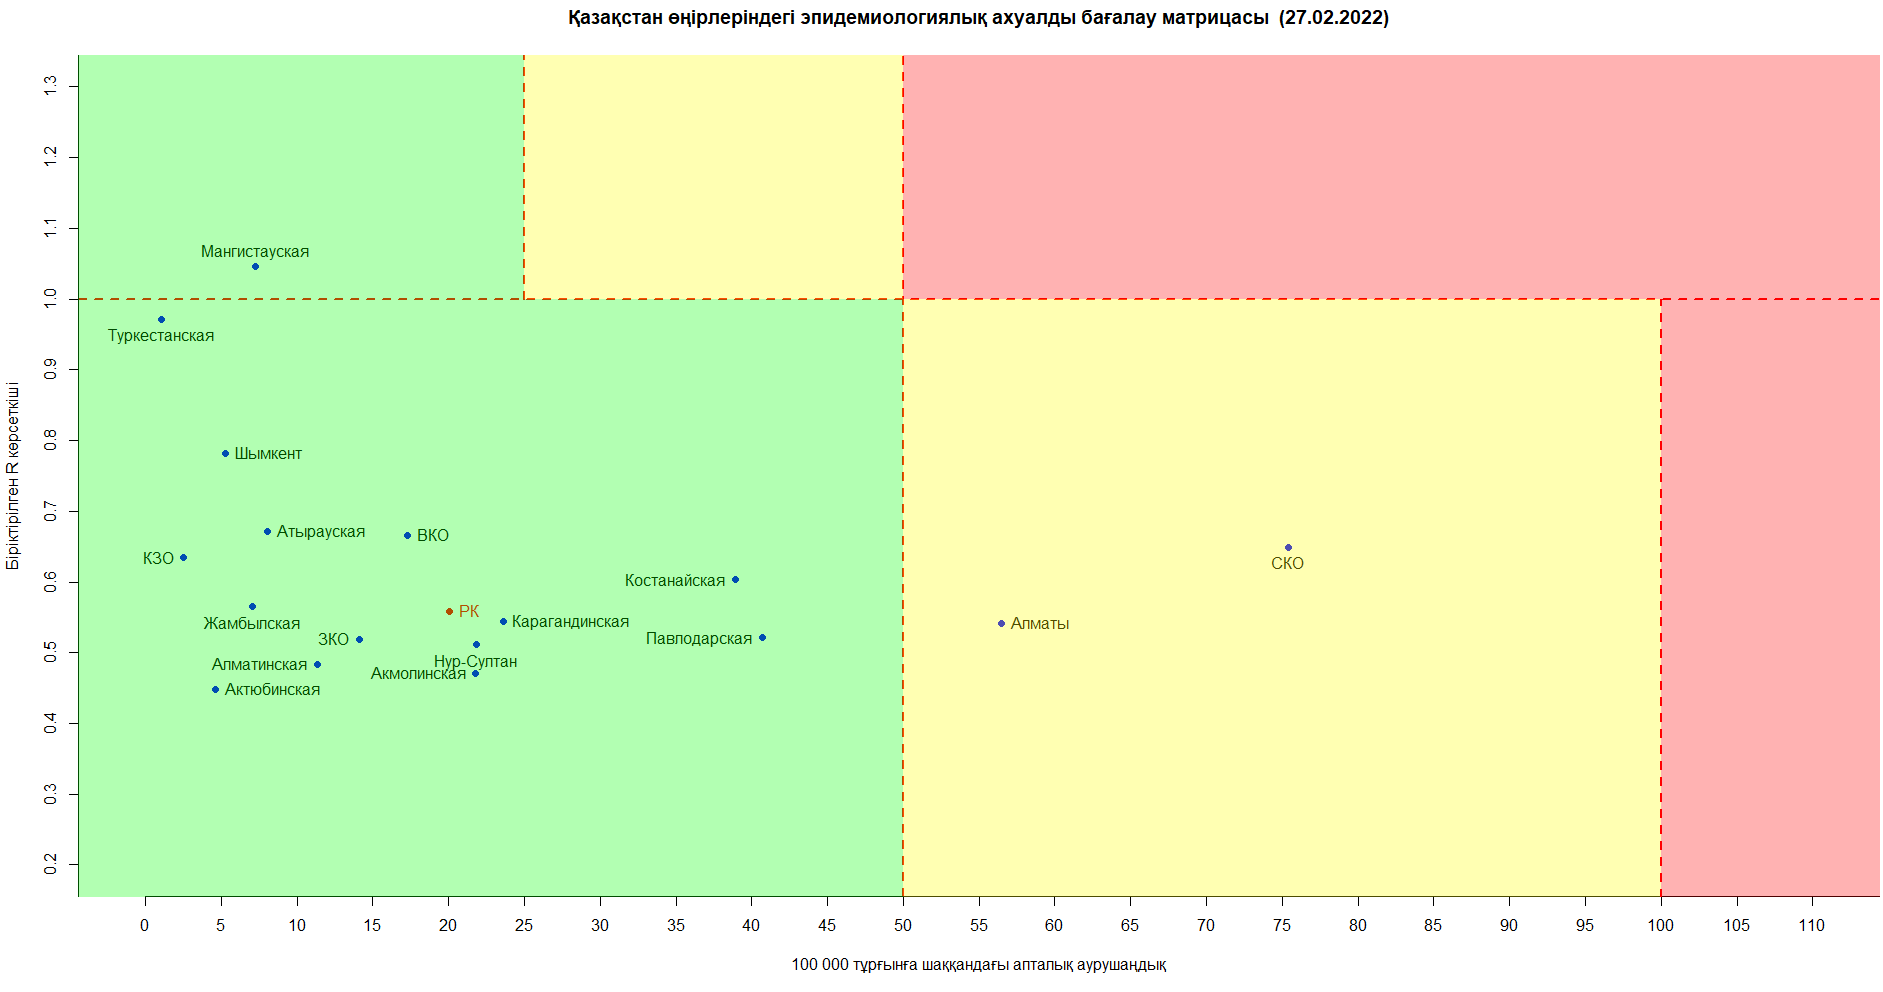 Қазақстан өңірлеріндегі эпидемиологиялық ахуалды бағалау матрицасы (27.02.2022)
Біріктірілген R көрсеткіші
1.3
1.2
1.1
1.0
0.9
0.8
0.7
0.6
0.5
0.4
0.3
0.2
Мангистауская
Туркестанская
Шымкент
Атырауская
ВКО
КЗО
СКО
Костанайская
РК
Карагандинская
Жамбылская
Алматы
ЗКО
Павлодарская
Нур-Султан
Алматинская
Акмолинская
Актюбинская
0 5 10 15 20 25 30 35 40 45 50 55 60 65 70 75 80 85 90 95 100 105 110
100 000 тұрғынға шаққандағы апталық аурушаңдық